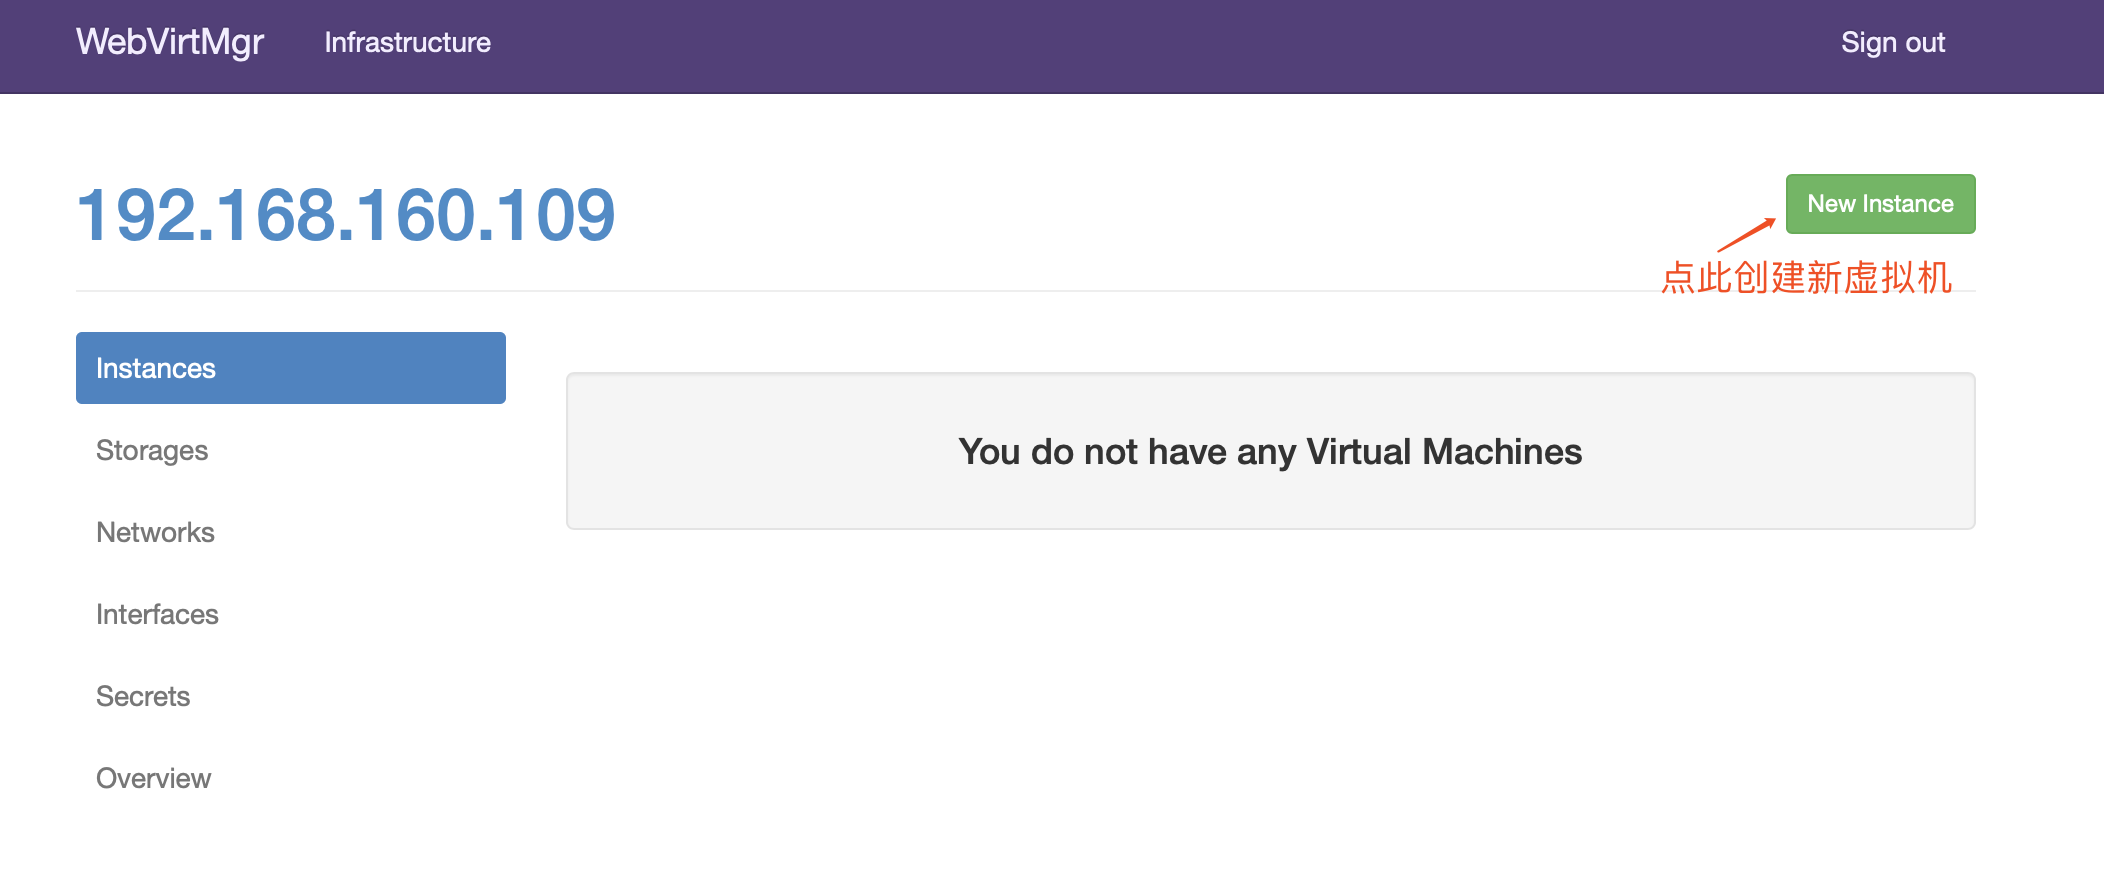 WebVirtMgr Infrastructure Sign out
192.168.160.109
New Instance
点此创建新虚拟机
Instances
Storages
Networks
Interfaces
Secrets
Overview
You do not have any Virtual Machines